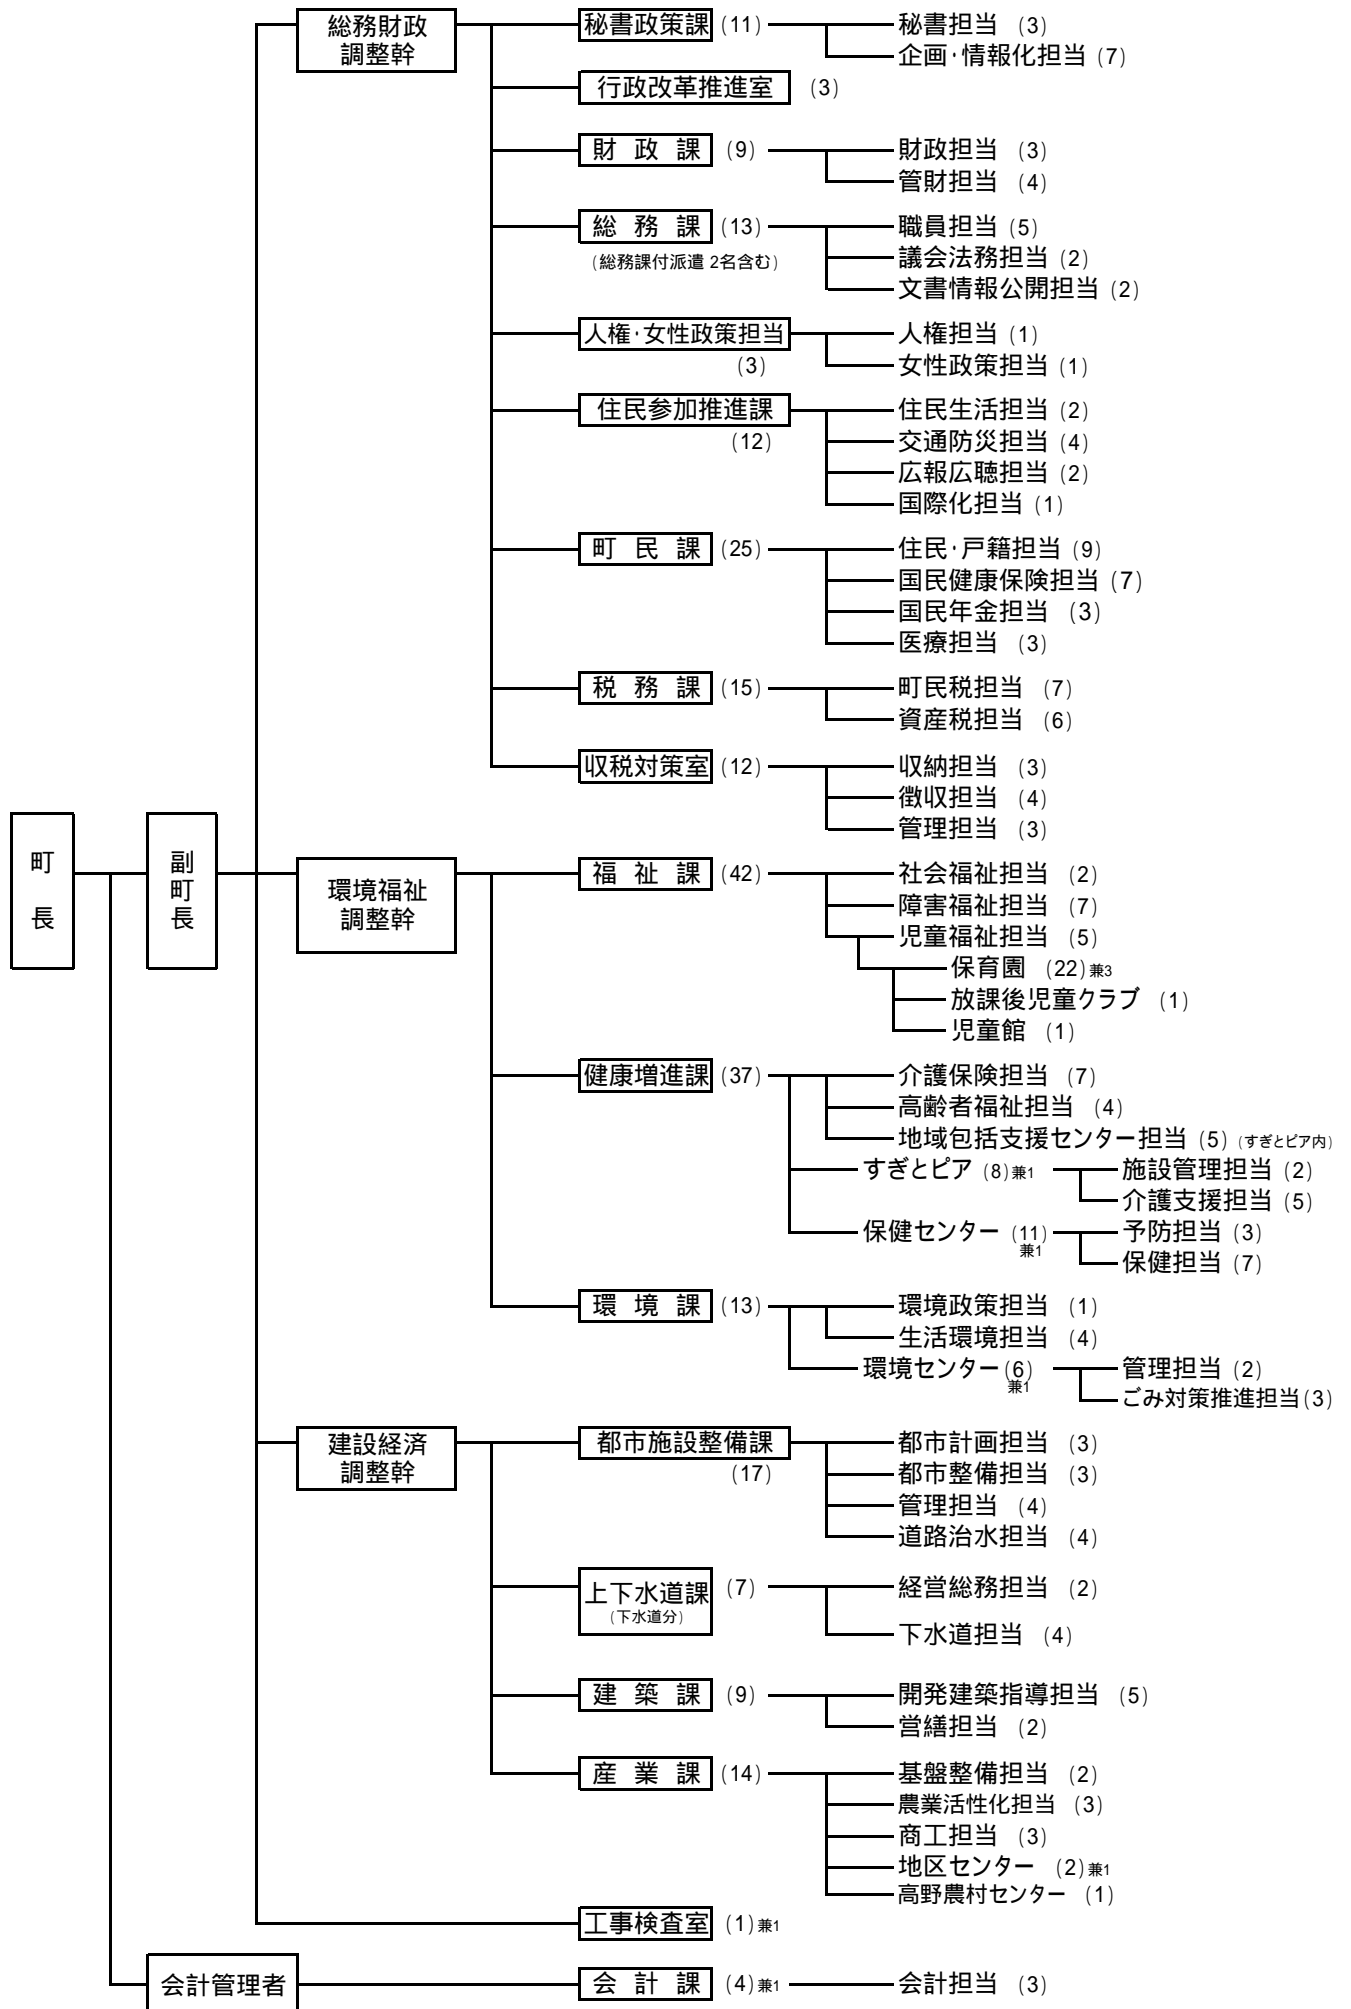 総務財政
調整幹
秘書政策課 (11)
秘書担当 (3)
企画・情報化担当 (7)
行政改革推進室 (3)
財政課 (9)
財政担当 (3)
管財担当 (4)
総務課 (13)
(総務課付派遣 2名含む)
職員担当 (5)
議会法務担当 (2)
文書情報公開担当 (2)
人権・女性政策担当
(3)
人権担当 (1)
女性政策担当 (1)
住民参加推進課
(12)
住民生活担当 (2)
交通防災担当 (4)
広報広聴担当 (2)
国際化担当 (1)
町民課 (25)
住民・戸籍担当 (9)
国民健康保険担当 (7)
国民年金担当 (3)
医療担当 (3)
税務課 (15)
町民税担当 (7)
資産税担当 (6)
収税対策室 (12)
収納担当 (3)
徴収担当 (4)
管理担当 (3)
町長
副町長
環境福祉
調整幹
福祉課 (42)
社会福祉担当 (2)
障害福祉担当 (7)
児童福祉担当 (5)
保育園 (22)兼3
放課後児童クラブ (1)
児童館 (1)
健康増進課 (37)
介護保険担当 (7)
高齢者福祉担当 (4)
地域包括支援センター担当 (5) (すぎとピア内)
すぎとピア (8)兼1
施設管理担当 (2)
介護支援担当 (5)
保健センター (11)
兼1
予防担当 (3)
保健担当 (7)
環境課 (13)
環境政策担当 (1)
生活環境担当 (4)
環境センター (6)
兼1
管理担当 (2)
ごみ対策推進担当 (3)
建設経済
調整幹
都市施設整備課
(17)
都市計画担当 (3)
都市整備担当 (3)
管理担当 (4)
道路治水担当 (4)
上下水道課 (7)
(下水道分)
経営総務担当 (2)
下水道担当 (4)
建築課 (9)
開発建築指導担当 (5)
営繕担当 (2)
産業課 (14)
基盤整備担当 (2)
農業活性化担当 (3)
商工担当 (3)
地区センター (2)兼1
高野農村センター (1)
工事検査室 (1)兼1
会計管理者
会計課 (4)兼1
会計担当 (3)